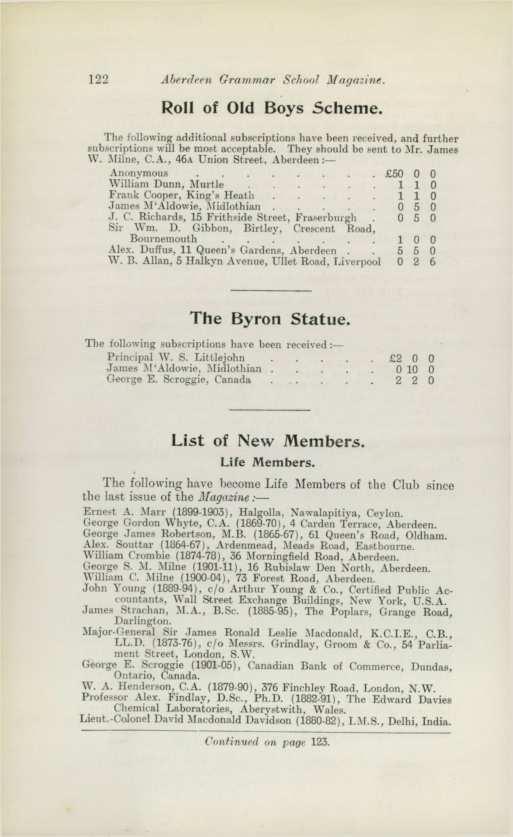 122 Aberdeen Grammar School Magazine.
Roll of Old Boys Scheme.
The following additional subscriptions have been received, and further
subscriptions will be most acceptable. They should be sent to Mr. James
W. Milne, C.A., 46A Union Street, Aberdeen :—
Anonymous . . . . . . . . £50 0 0
William Dunn, Murtle . . . . . . 1 1 0
Frank Cooper, King's Heath . . . . . 1 1 0
James M'Aldowie, Midlothian . . . . . 0 5 0
J. C. Richards, 15 Frithside Street, Fraserburgh . 0 5 0
Sir Wm. D. Gibbon, Birtley, Crescent Road,
Bournemouth . . . . . . . 1 0 0
Alex. Duffus, 11 Queen's Gardens, Aberdeen . . 5 5 0
W. B. Allan, 5 Halkyn Avenue, Ullet Road, Liverpool 0 2 6
The Byron Statue.
The following subscriptions have been received :—
Principal W. S. Littlejohn . . . . . £2 0 0
James M'Aldowie, Midlothian . . . . . 0 10 0
George E. Scroggie, Canada . . . . . 2 2 0
List of New Members.
Life Members.
The following have become Life Members of the Club since
the last issue of the Magazine :—
Ernest A. Marr (1899-1903), Halgolla, Nawalapitiya, Ceylon.
George Gordon Whyte, C.A. (1869-70), 4 Carden Terrace, Aberdeen.
George James Robertson, M.B. (1865-67), 61 Queen's Road, Oldham.
Alex. Souttar (1864-67), Ardenmead, Meads Road, Eastbourne.
William Crombie (1874-78), 36 Morningfield Road, Aberdeen.
George S. M. Milne (1901-11), 16 Rubislaw Den North, Aberdeen.
William C. Milne (1900-04), 73 Forest Road, Aberdeen.
John Young (1889-94), c/o Arthur Young & Co., Certified Public Ac-
countants, Wall Street Exchange Buildings, New York, U.S.A.
James Strachan, M.A., B.Sc. (1885-95), The Poplars, Grange Road,
Darlington.
Major-General Sir James Ronald Leslie Macdonald, K.C.I.E., C.B.,
LL.D. (1873-76), c/o Messrs. Grindlay, Groom & Co., 54 Parlia-
ment Street, London, S.W.
George E. Scroggie (1901-05), Canadian Bank of Commerce, Dundas,
Ontario, Canada.
W. A. Henderson, C.A. (1879-90), 376 Finchley Road, London, N.W.
Professor Alex. Findlay, D.Sc., Ph.D. (1882-91), The Edward Davies
Chemical Laboratories, Aberystwith, Wales.
Lieut.-Colonel David Macdonald Davidson (1880-82), I.M.S., Delhi, India.
Continued on page 123.